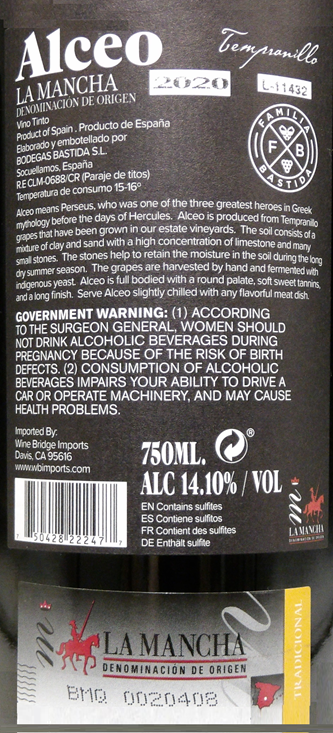 Alceo
Tempranillo
LA MANCHA
DENOMINACIÓN DE ORIGEN
2020
L-11432
Vino Tinto
Product of Spain . Producto de España
Elaborado y embotellado por
BODEGAS BASTIDA S.L.
Socuellamos, España
RE CLM-0688/CR (Paraje de titos)
Temperatura de consumo 15-16º
FAMILIA
F B
BASTIDA
Alceo means Perseus, who was one of the three greatest heroes in Greek
mythology before the days of Hercules. Alceo is produced from Tempranillo
grapes that have been grown in our estate vineyards. The soil consists of a
mixture of clay and sand with a high concentration of limestone and many
small stones. The stones help to retain the moisture in the soil during the long
dry summer season. The grapes are harvested by hand and fermented with
indigenous yeast. Alceo is full bodied with a round palate, soft sweet tannins,
and a long finish. Serve Alceo slightly chilled with any flavorful meat dish.
GOVERNMENT WARNING: (1) ACCORDING
TO THE SURGEON GENERAL, WOMEN SHOULD
NOT DRINK ALCOHOLIC BEVERAGES DURING
PREGNANCY BECAUSE OF THE RISK OF BIRTH
DEFECTS. (2) CONSUMPTION OF ALCOHOLIC
BEVERAGES IMPAIRS YOUR ABILITY TO DRIVE A
CAR OR OPERATE MACHINERY, AND MAY CAUSE
HEALTH PROBLEMS.
Imported By:
Wine Bridge Imports
Davis, CA 95616
www.wbimports.com
750ML.
®
ALC 14.10% / VOL
EN Contains sulfites
ES Contiene sulfitos
FR Contient des sulfites
DE Enthält sulfite
7 50428 22247 7
m
LA MANCHA
m
LA MANCHA
DENOMINACIÓN DE ORIGEN
BMQ 0020408
TRADICIONAL